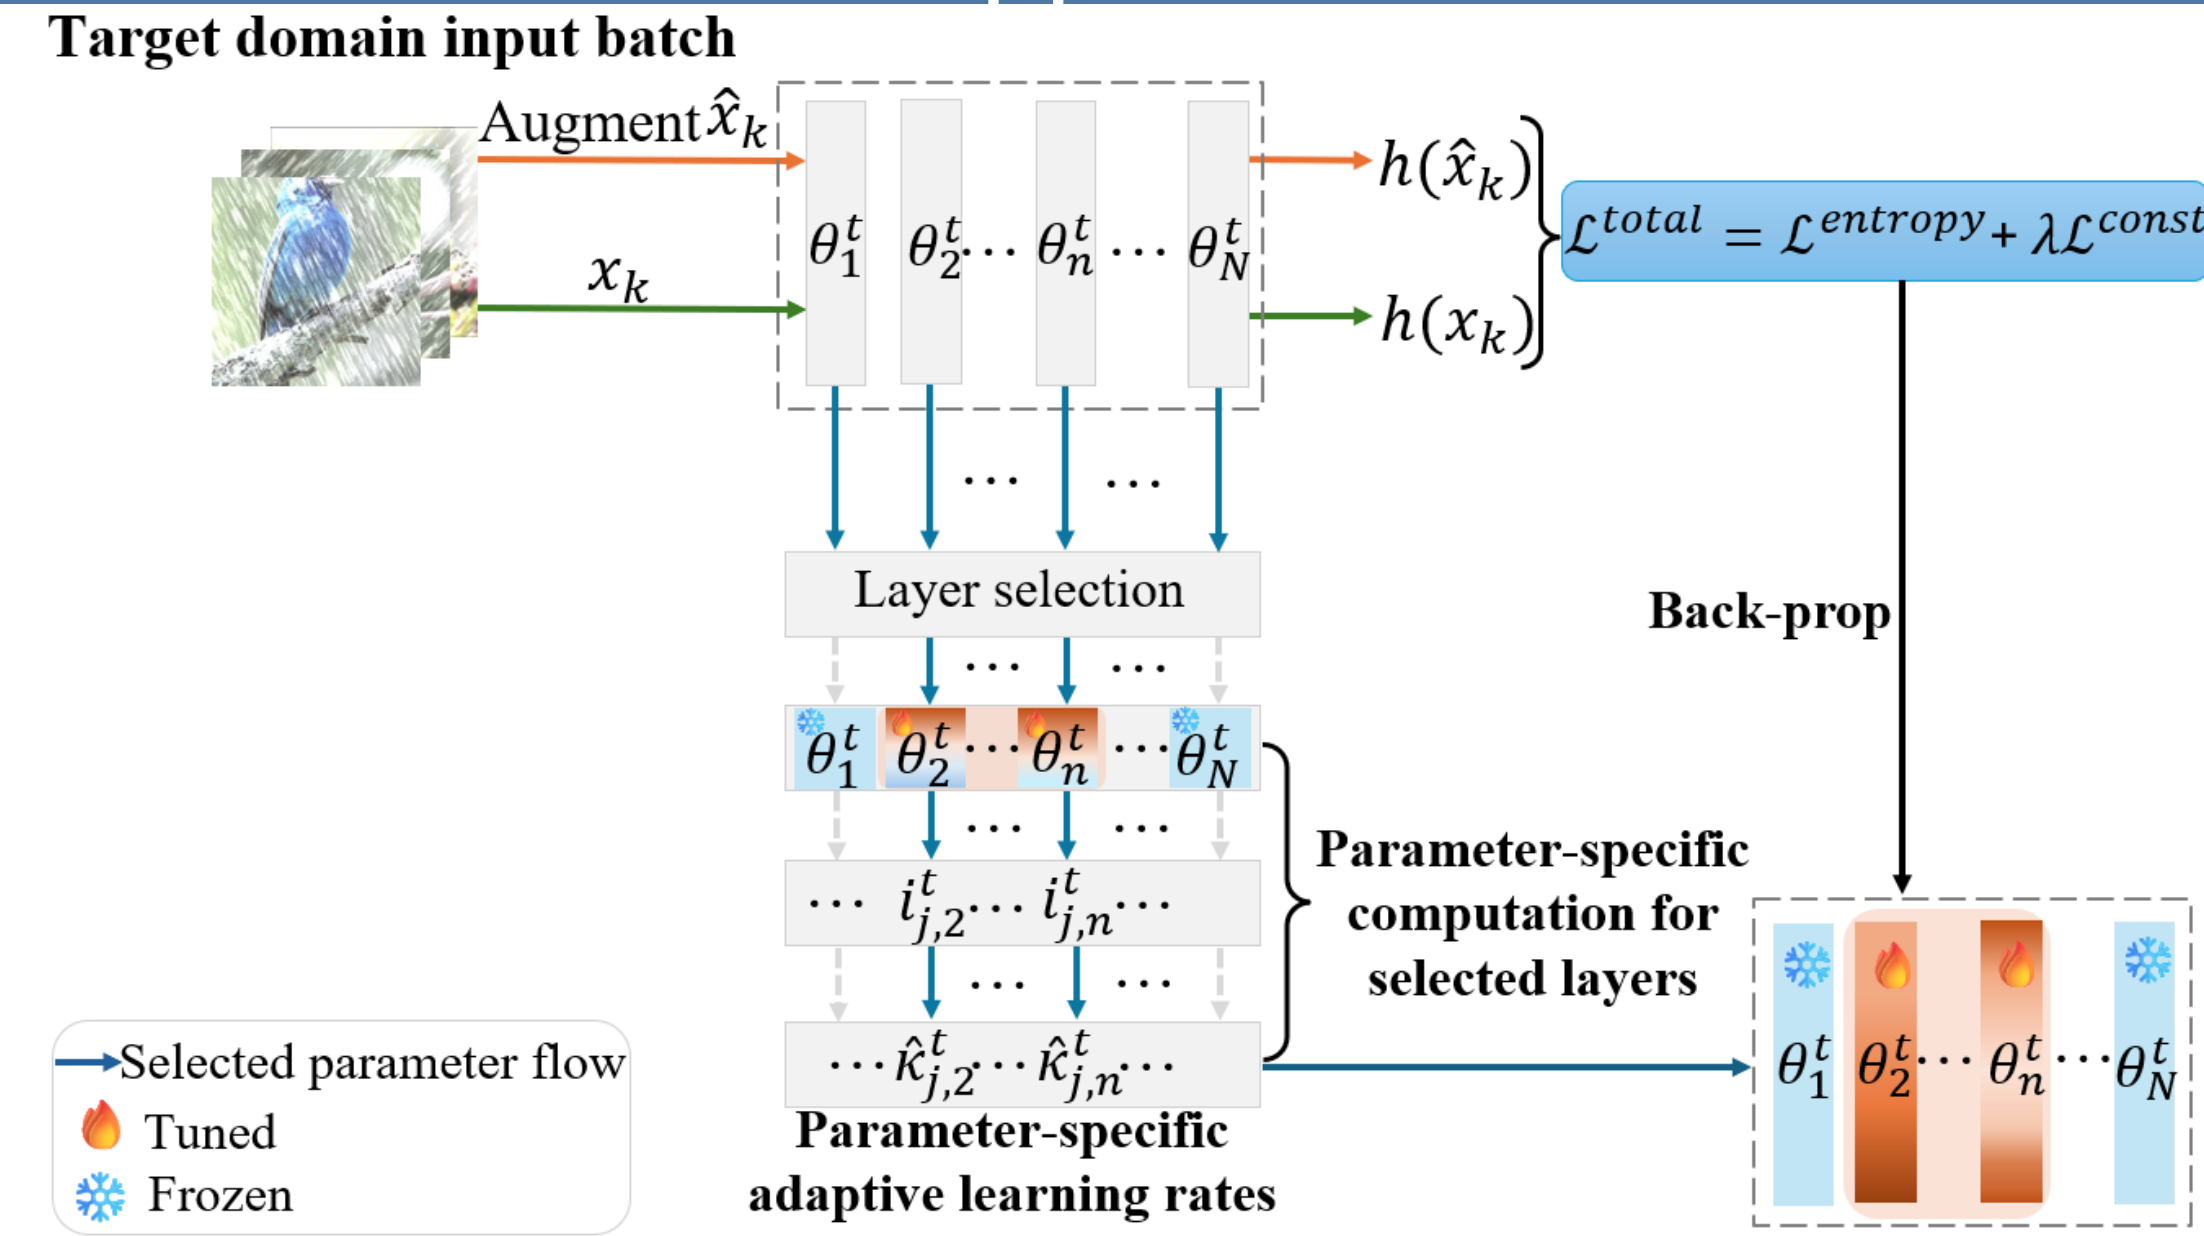 Target domain input batch
Augment x̂_k
x_k
θ_1^t θ_2^t ⋯ θ_n^t ⋯ θ_N^t
h(x̂_k)
h(x_k)
ℒ^total = ℒ^entropy + λℒ^const
⋯ ⋯
Layer selection
⋯ ⋯
θ_1^t θ_2^t ⋯ θ_n^t ⋯ θ_N^t
⋯ ⋯
⋯ i_{j,2}^t ⋯ i_{j,n}^t ⋯
⋯ ⋯
⋯ κ̂_{j,2}^t ⋯ κ̂_{j,n}^t ⋯
Parameter-specific
adaptive learning rates
Parameter-specific
computation for
selected layers
Back-prop
θ_1^t θ_2^t ⋯ θ_n^t ⋯ θ_N^t
Selected parameter flow
Tuned
Frozen